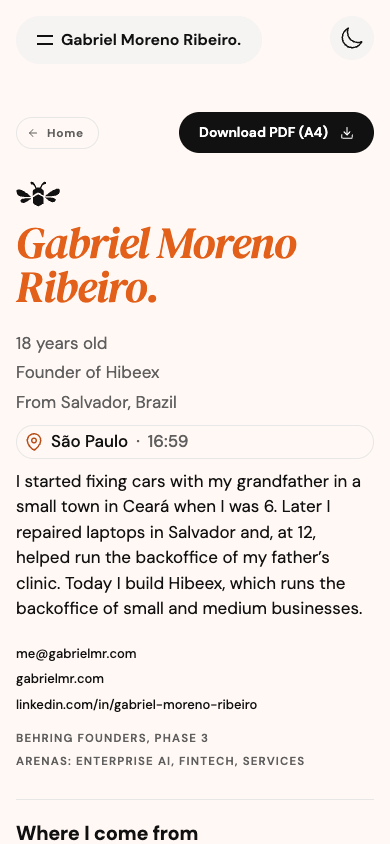 Gabriel Moreno Ribeiro.
← Home
Download PDF (A4)
Gabriel Moreno
Ribeiro.
18 years old
Founder of Hibeex
From Salvador, Brazil
São Paulo · 16:59
I started fixing cars with my grandfather in a
small town in Ceará when I was 6. Later I
repaired laptops in Salvador and, at 12,
helped run the backoffice of my father’s
clinic. Today I build Hibeex, which runs the
backoffice of small and medium businesses.
me@gabrielmr.com
gabrielmr.com
linkedin.com/in/gabriel-moreno-ribeiro
BEHRING FOUNDERS, PHASE 3
ARENAS: ENTERPRISE AI, FINTECH, SERVICES
Where I come from